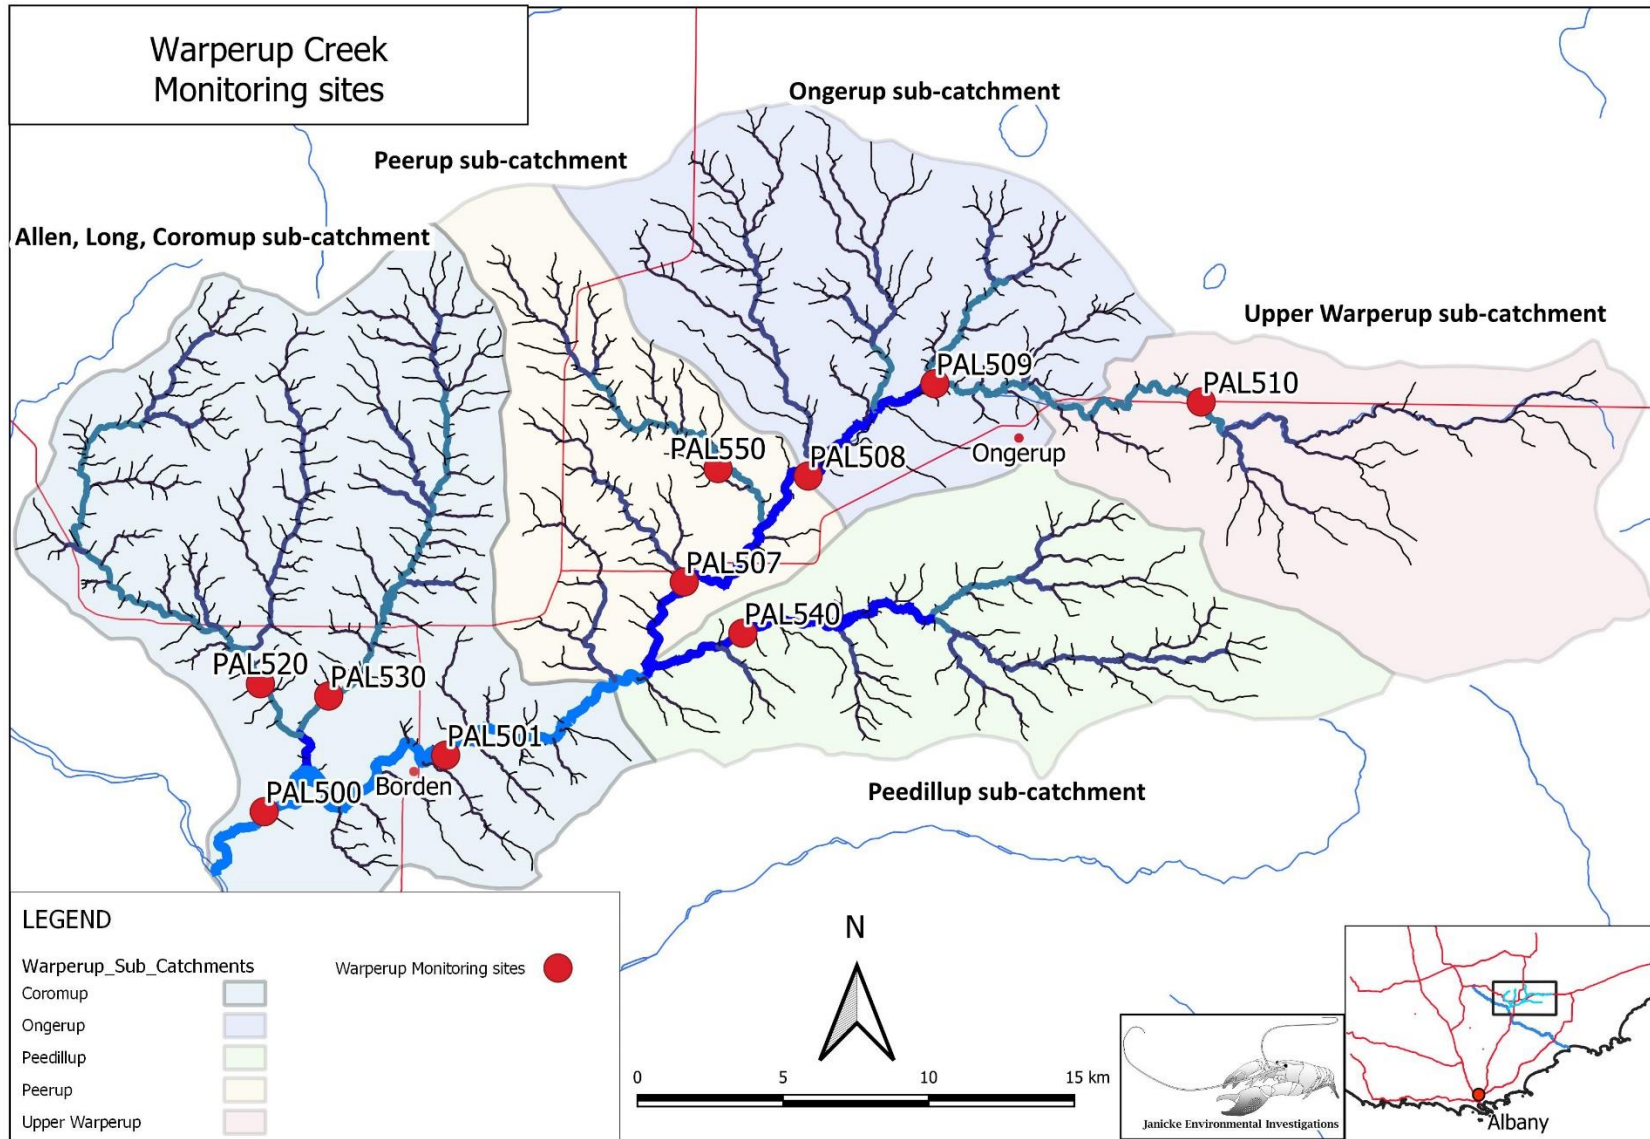 Warperup Creek
Monitoring sites
Ongerup sub-catchment
Peerup sub-catchment
Allen, Long, Coromup sub-catchment
Upper Warperup sub-catchment
PAL509
PAL510
PAL550
PAL508
Ongerup
PAL507
PAL540
PAL520
PAL530
PAL501
PAL500
Borden
Peedillup sub-catchment
LEGEND
Warperup_Sub_Catchments
Warperup Monitoring sites
Coromup
Ongerup
Peedillup
Peerup
Upper Warperup
N
0 5 10 15 km
Janicke Environmental Investigations
Albany